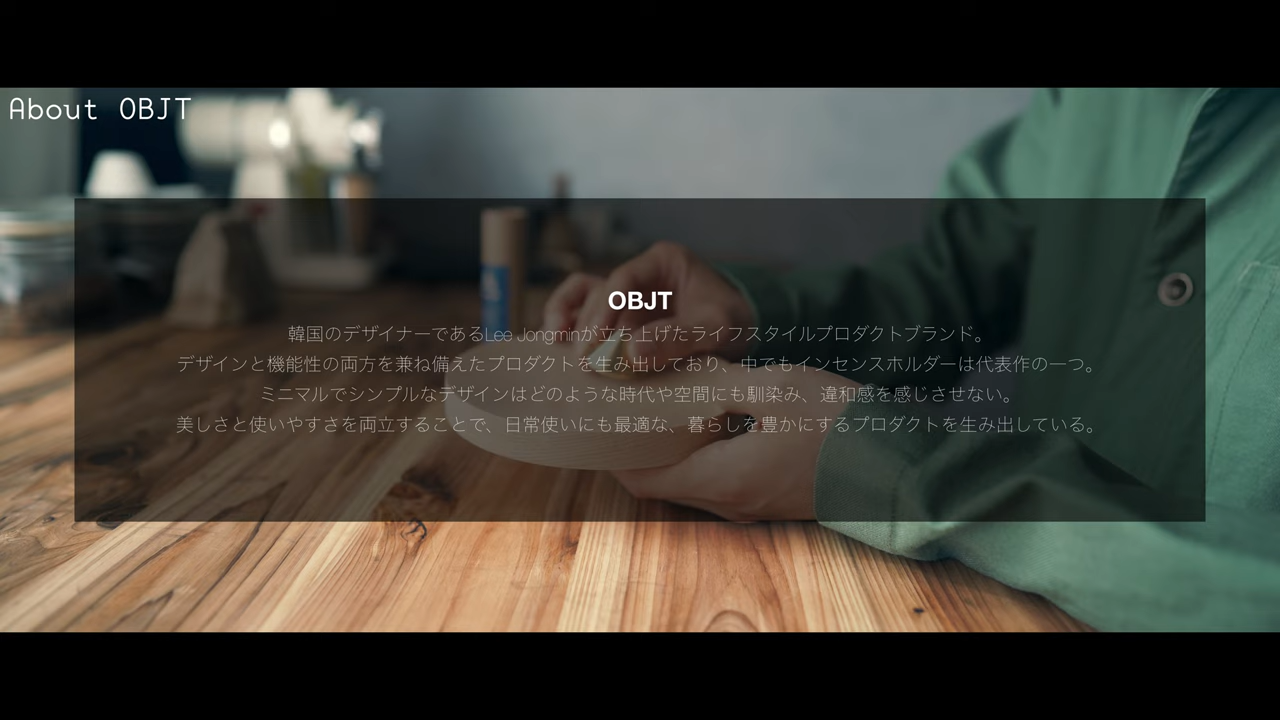 About OBJT
OBJT
韓国のデザイナーであるLee Jongminが立ち上げたライフスタイルプロダクトブランド。
デザインと機能性の両方を兼ね備えたプロダクトを生み出しており、中でもインセンスホルダーは代表作の一つ。
ミニマルでシンプルなデザインはどのような時代や空間にも馴染み、違和感を感じさせない。
美しさと使いやすさを両立することで、日常使いにも最適な、暮らしを豊かにするプロダクトを生み出している。